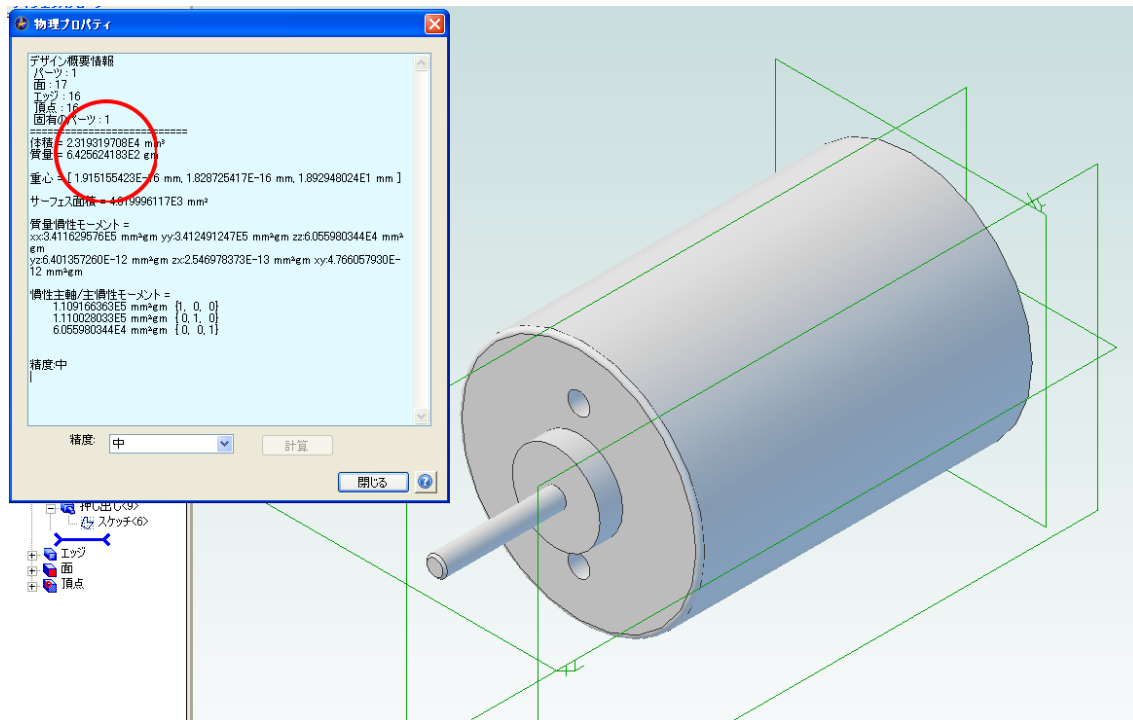 物理プロパティ
デザイン概要情報
パーツ : 1
面 : 17
エッジ : 16
頂点 : 16
固有のパーツ : 1
==========================
体積 = 2.319319708E4 mm³
質量 = 6.425624183E2 gm
重心 = [ 1.915155423E-16 mm, 1.828725417E-16 mm, 1.892948024E1 mm ]
サーフェス面積 = 4.819996117E3 mm²
質量慣性モーメント =
xx:3.411629576E5 mm²gm yy:3.412491247E5 mm²gm zz:6.055980344E4 mm²
gm
yz:6.401357260E-12 mm²gm zx:2.546978373E-13 mm²gm xy:4.766057930E-
12 mm²gm
慣性主軸/主慣性モーメント =
1.109166363E5 mm²gm {1, 0, 0}
1.110028033E5 mm²gm { 0, 1, 0}
6.055980344E4 mm²gm { 0, 0, 1}
精度:中
精度: 中 計算
閉じる
押し出し<9>
スケッチ<6>
エッジ
面
頂点